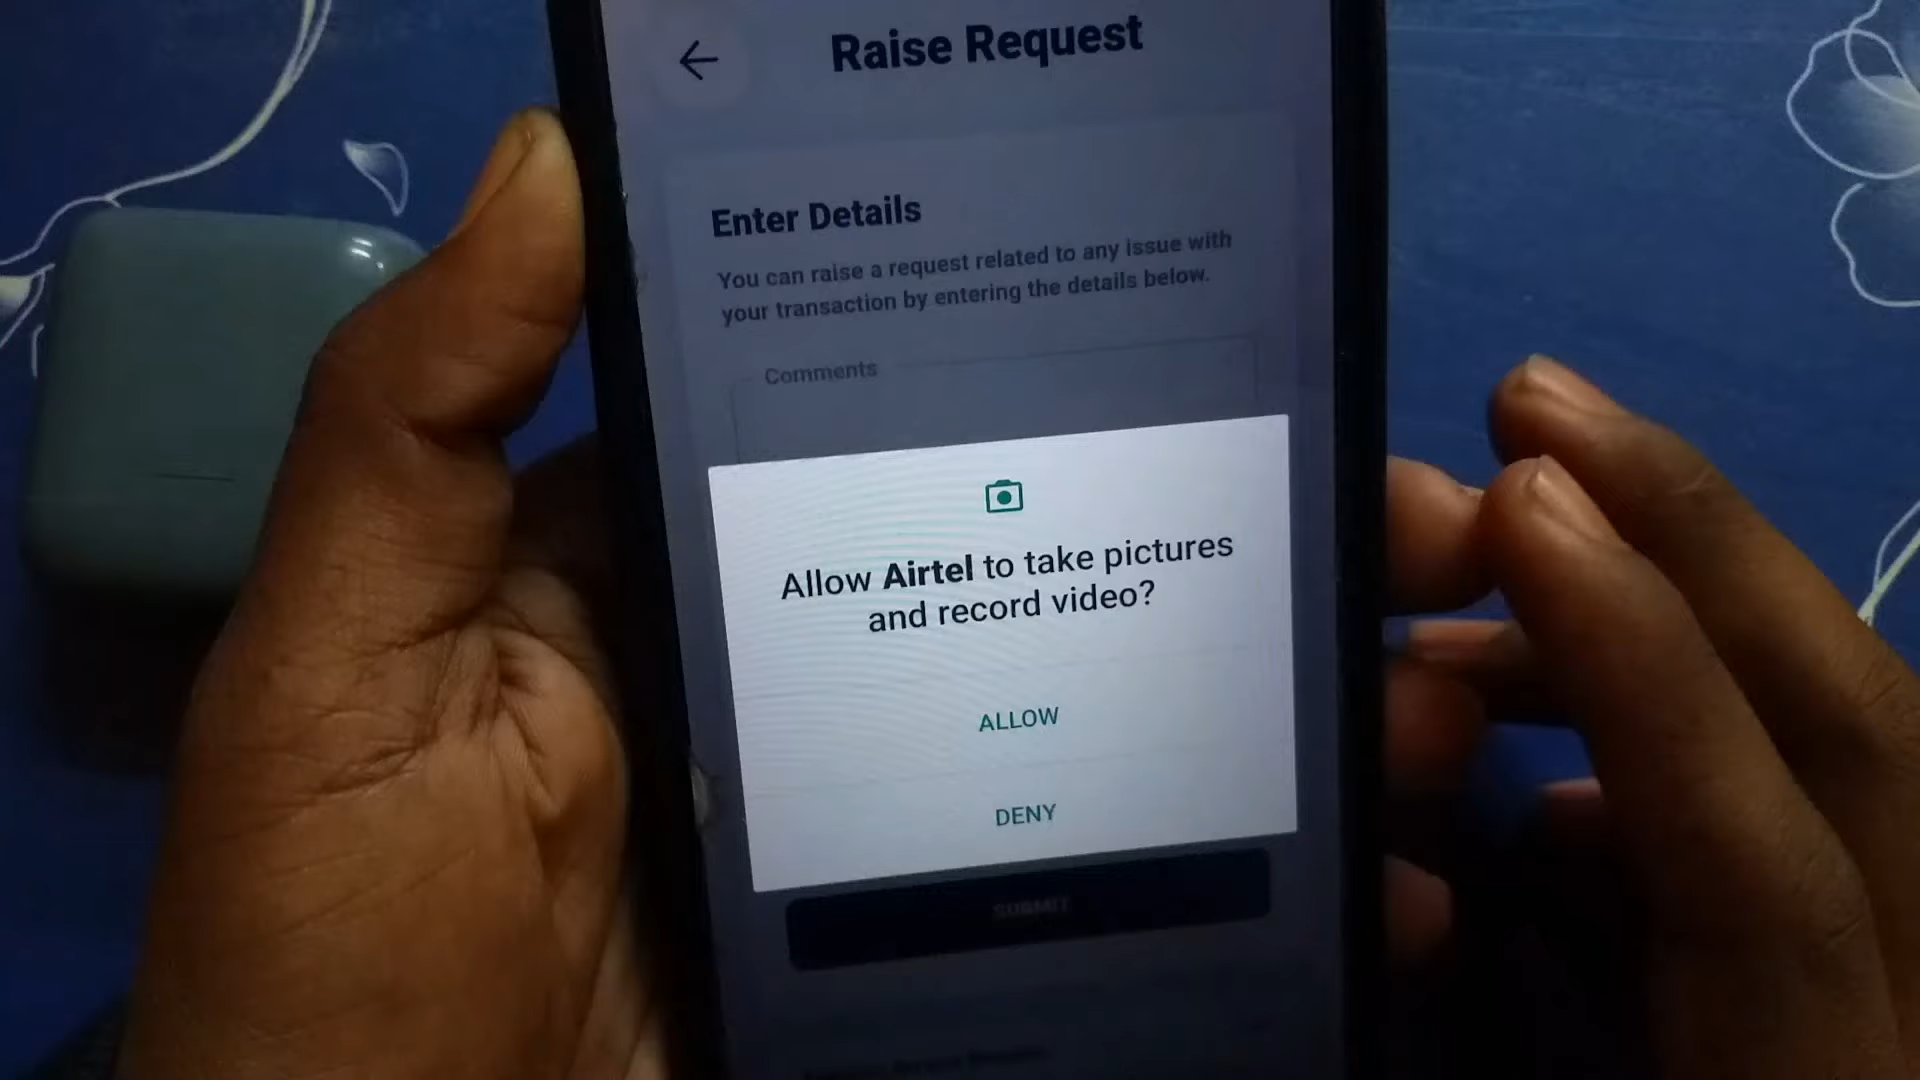 Raise Request
Enter Details
You can raise a request related to any issue with
your transaction by entering the details below.
Comments
Allow Airtel to take pictures
and record video?
ALLOW
DENY
SUBMIT